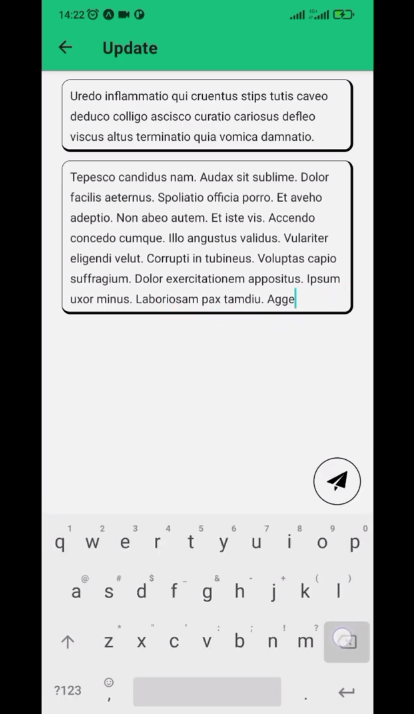 14:22
Update
Uredo inflammatio qui cruentus stips tutis caveo
deduco colligo ascisco curatio cariosus defleo
viscus altus terminatio quia vomica damnatio.
Tepesco candidus nam. Audax sit sublime. Dolor
facilis aeternus. Spoliatio officia porro. Et aveho
adeptio. Non abeo autem. Et iste vis. Accendo
concedo cumque. Illo angustus validus. Vulariter
eligendi velut. Corrupti in tubineus. Voluptas capio
suffragium. Dolor exercitationem appositus. Ipsum
uxor minus. Laboriosam pax tamdiu. Agge
1 2 3 4 5 6 7 8 9 0
q w e r t y u i o p
@ # $ _ & - + ( )
a s d f g h j k l
* " ' : ; ! ?
z x c v b n m
?123 , .